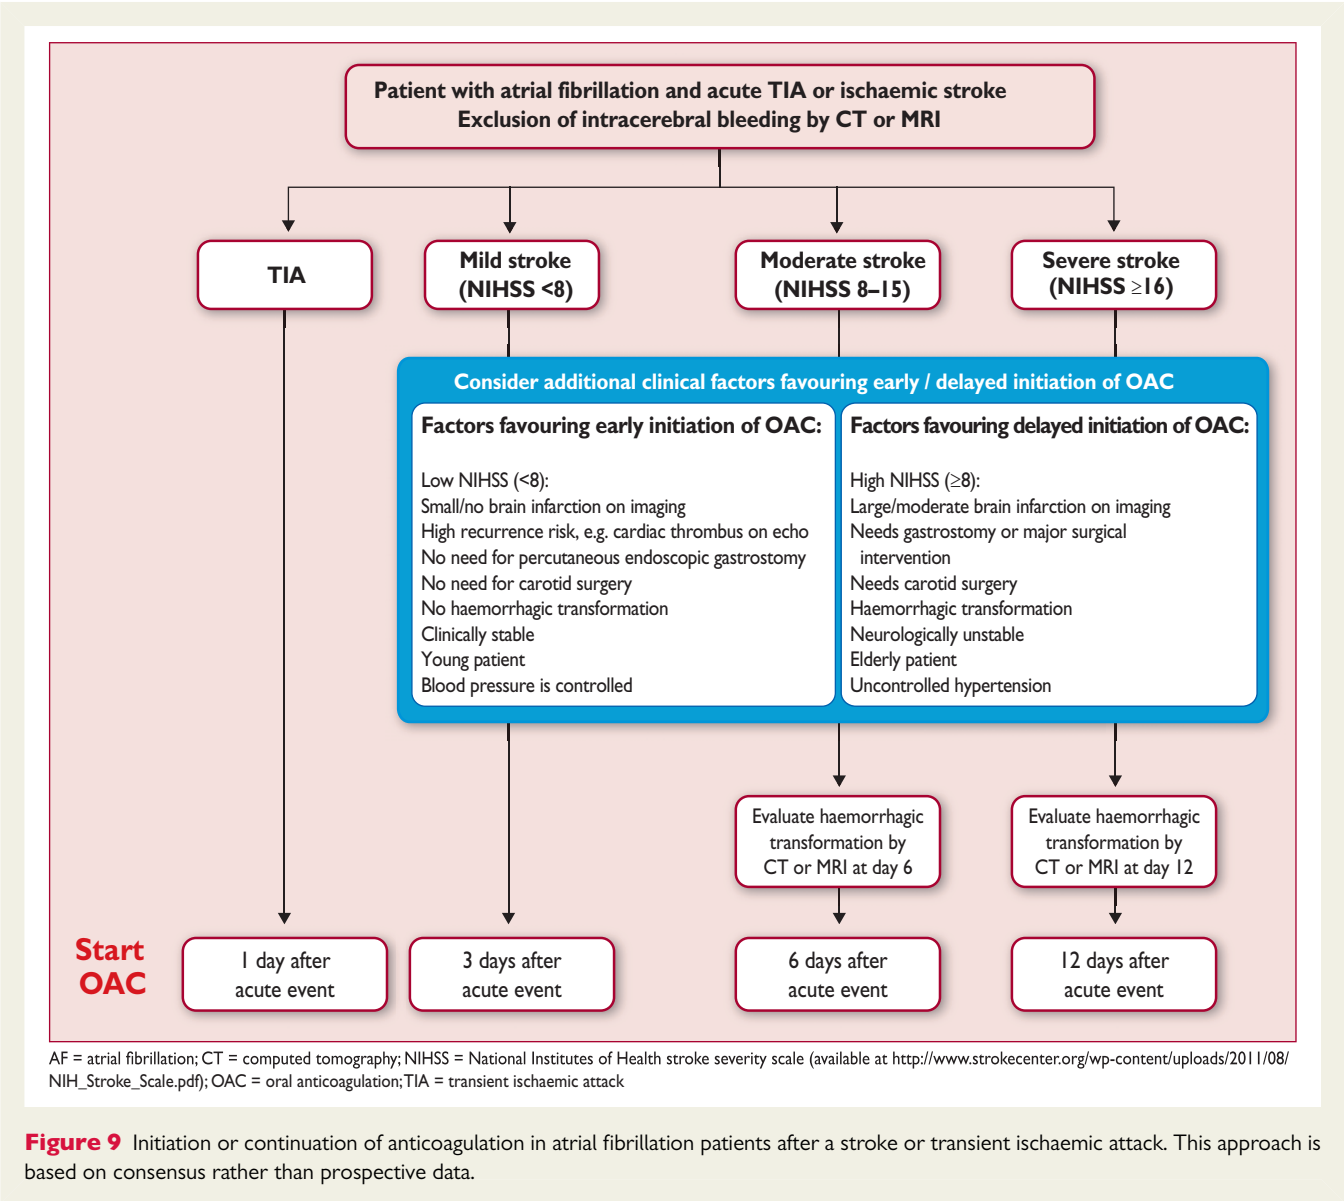 Patient with atrial fibrillation and acute TIA or ischaemic stroke
Exclusion of intracerebral bleeding by CT or MRI
TIA
Mild stroke
(NIHSS <8)
Moderate stroke
(NIHSS 8–15)
Severe stroke
(NIHSS ≥16)
Consider additional clinical factors favouring early / delayed initiation of OAC
Factors favouring early initiation of OAC:
Low NIHSS (<8):
Small/no brain infarction on imaging
High recurrence risk, e.g. cardiac thrombus on echo
No need for percutaneous endoscopic gastrostomy
No need for carotid surgery
No haemorrhagic transformation
Clinically stable
Young patient
Blood pressure is controlled
Factors favouring delayed initiation of OAC:
High NIHSS (≥8):
Large/moderate brain infarction on imaging
Needs gastrostomy or major surgical
intervention
Needs carotid surgery
Haemorrhagic transformation
Neurologically unstable
Elderly patient
Uncontrolled hypertension
Evaluate haemorrhagic
transformation by
CT or MRI at day 6
Evaluate haemorrhagic
transformation by
CT or MRI at day 12
Start
OAC
1 day after
acute event
3 days after
acute event
6 days after
acute event
12 days after
acute event
AF = atrial fibrillation; CT = computed tomography; NIHSS = National Institutes of Health stroke severity scale (available at http://www.strokecenter.org/wp-content/uploads/2011/08/
NIH_Stroke_Scale.pdf); OAC = oral anticoagulation; TIA = transient ischaemic attack
Figure 9 Initiation or continuation of anticoagulation in atrial fibrillation patients after a stroke or transient ischaemic attack. This approach is
based on consensus rather than prospective data.